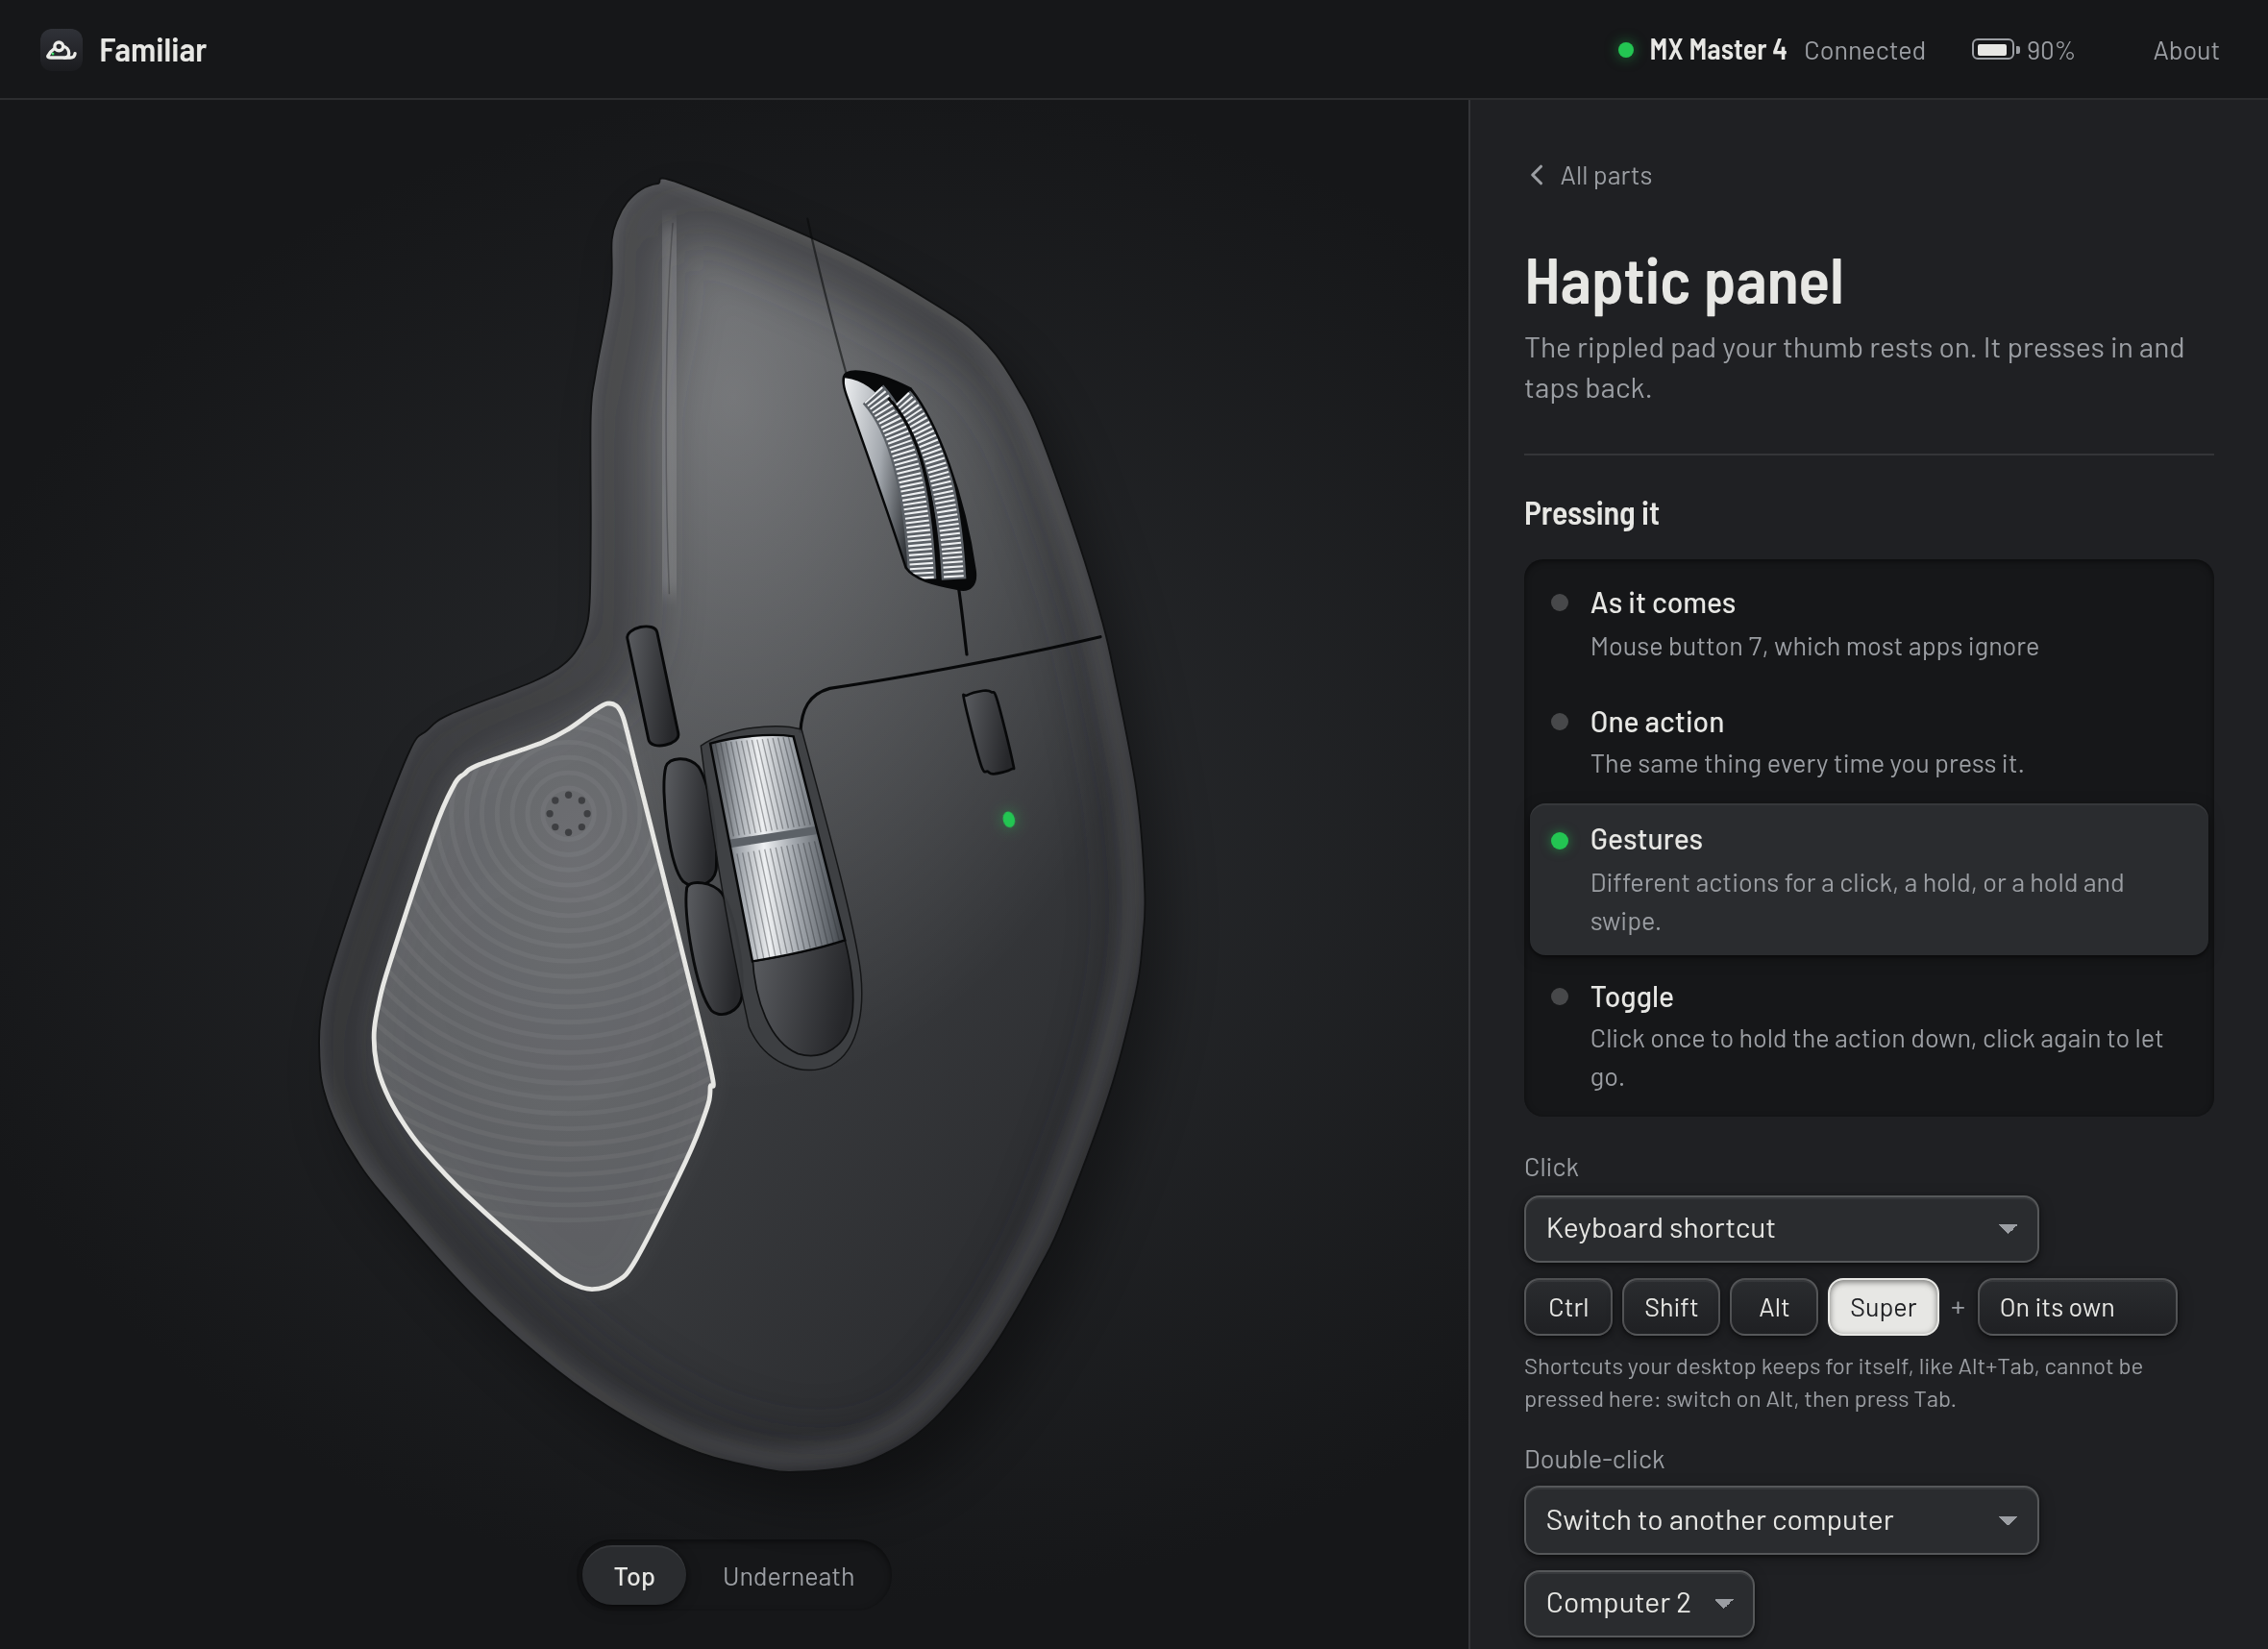 Familiar
MX Master 4 Connected 90% About
All parts
Haptic panel
The rippled pad your thumb rests on. It presses in and
taps back.
Pressing it
As it comes
Mouse button 7, which most apps ignore
One action
The same thing every time you press it.
Gestures
Different actions for a click, a hold, or a hold and
swipe.
Toggle
Click once to hold the action down, click again to let
go.
Click
Keyboard shortcut
Ctrl Shift Alt Super + On its own
Shortcuts your desktop keeps for itself, like Alt+Tab, cannot be
pressed here: switch on Alt, then press Tab.
Double-click
Switch to another computer
Computer 2
Top Underneath